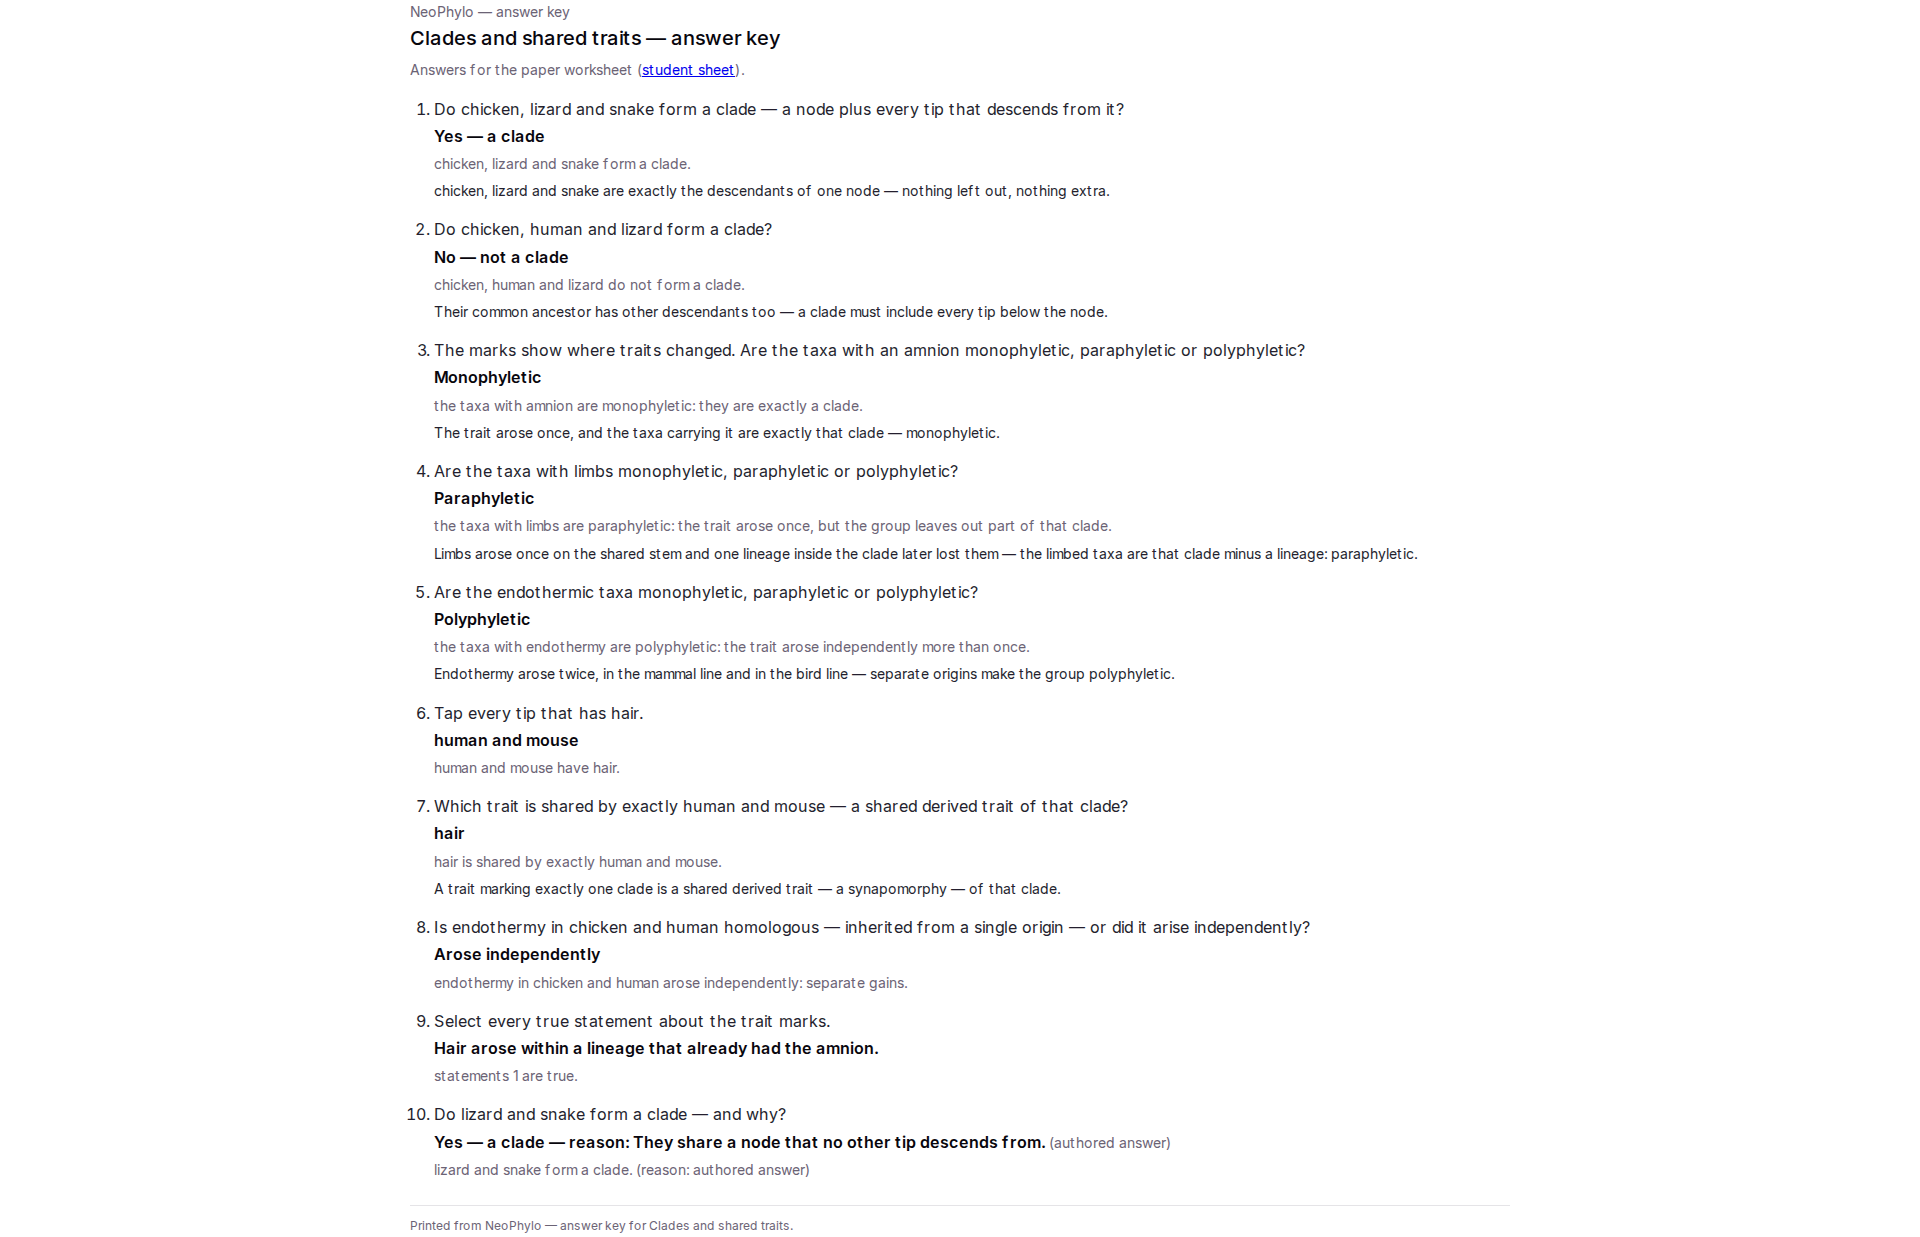 NeoPhylo — answer key
Clades and shared traits — answer key
Answers for the paper worksheet (student sheet).
1. Do chicken, lizard and snake form a clade — a node plus every tip that descends from it?
Yes — a clade
chicken, lizard and snake form a clade.
chicken, lizard and snake are exactly the descendants of one node — nothing left out, nothing extra.
2. Do chicken, human and lizard form a clade?
No — not a clade
chicken, human and lizard do not form a clade.
Their common ancestor has other descendants too — a clade must include every tip below the node.
3. The marks show where traits changed. Are the taxa with an amnion monophyletic, paraphyletic or polyphyletic?
Monophyletic
the taxa with amnion are monophyletic: they are exactly a clade.
The trait arose once, and the taxa carrying it are exactly that clade — monophyletic.
4. Are the taxa with limbs monophyletic, paraphyletic or polyphyletic?
Paraphyletic
the taxa with limbs are paraphyletic: the trait arose once, but the group leaves out part of that clade.
Limbs arose once on the shared stem and one lineage inside the clade later lost them — the limbed taxa are that clade minus a lineage: paraphyletic.
5. Are the endothermic taxa monophyletic, paraphyletic or polyphyletic?
Polyphyletic
the taxa with endothermy are polyphyletic: the trait arose independently more than once.
Endothermy arose twice, in the mammal line and in the bird line — separate origins make the group polyphyletic.
6. Tap every tip that has hair.
human and mouse
human and mouse have hair.
7. Which trait is shared by exactly human and mouse — a shared derived trait of that clade?
hair
hair is shared by exactly human and mouse.
A trait marking exactly one clade is a shared derived trait — a synapomorphy — of that clade.
8. Is endothermy in chicken and human homologous — inherited from a single origin — or did it arise independently?
Arose independently
endothermy in chicken and human arose independently: separate gains.
9. Select every true statement about the trait marks.
Hair arose within a lineage that already had the amnion.
statements 1 are true.
10. Do lizard and snake form a clade — and why?
Yes — a clade — reason: They share a node that no other tip descends from. (authored answer)
lizard and snake form a clade. (reason: authored answer)
Printed from NeoPhylo — answer key for Clades and shared traits.